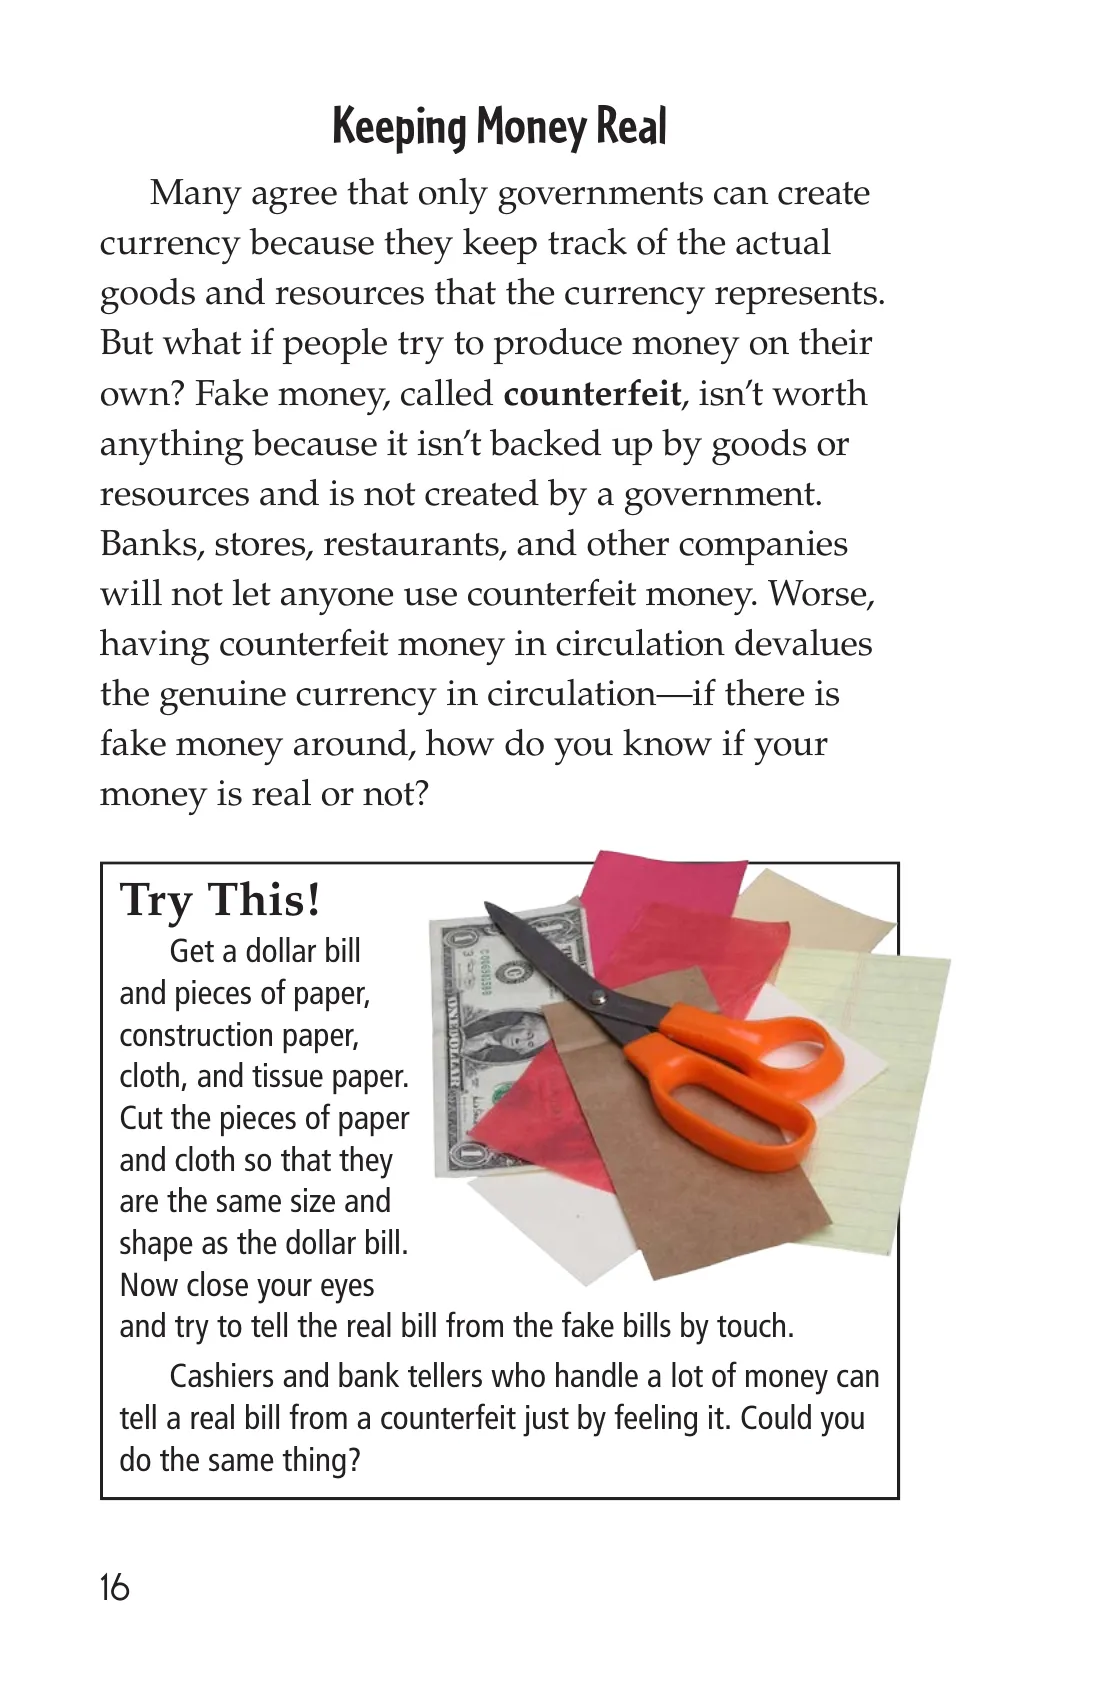 Keeping Money Real
Many agree that only governments can create
currency because they keep track of the actual
goods and resources that the currency represents.
But what if people try to produce money on their
own? Fake money, called counterfeit, isn’t worth
anything because it isn’t backed up by goods or
resources and is not created by a government.
Banks, stores, restaurants, and other companies
will not let anyone use counterfeit money. Worse,
having counterfeit money in circulation devalues
the genuine currency in circulation—if there is
fake money around, how do you know if your
money is real or not?
Try This!
Get a dollar bill
and pieces of paper,
construction paper,
cloth, and tissue paper.
Cut the pieces of paper
and cloth so that they
are the same size and
shape as the dollar bill.
Now close your eyes
and try to tell the real bill from the fake bills by touch.
Cashiers and bank tellers who handle a lot of money can
tell a real bill from a counterfeit just by feeling it. Could you
do the same thing?
16